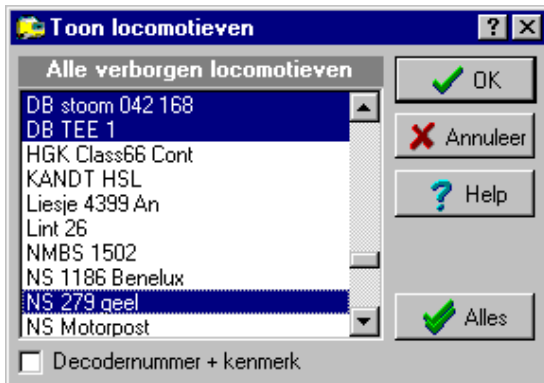 Toon locomotieven
Alle verborgen locomotieven
DB stoom 042 168
DB TEE 1
HGK Class66 Cont
KANDT HSL
Liesje 4399 An
Lint 26
NMBS 1502
NS 1186 Benelux
NS 279 geel
NS Motorpost
Decodernummer + kenmerk
OK
Annuleer
? Help
Alles